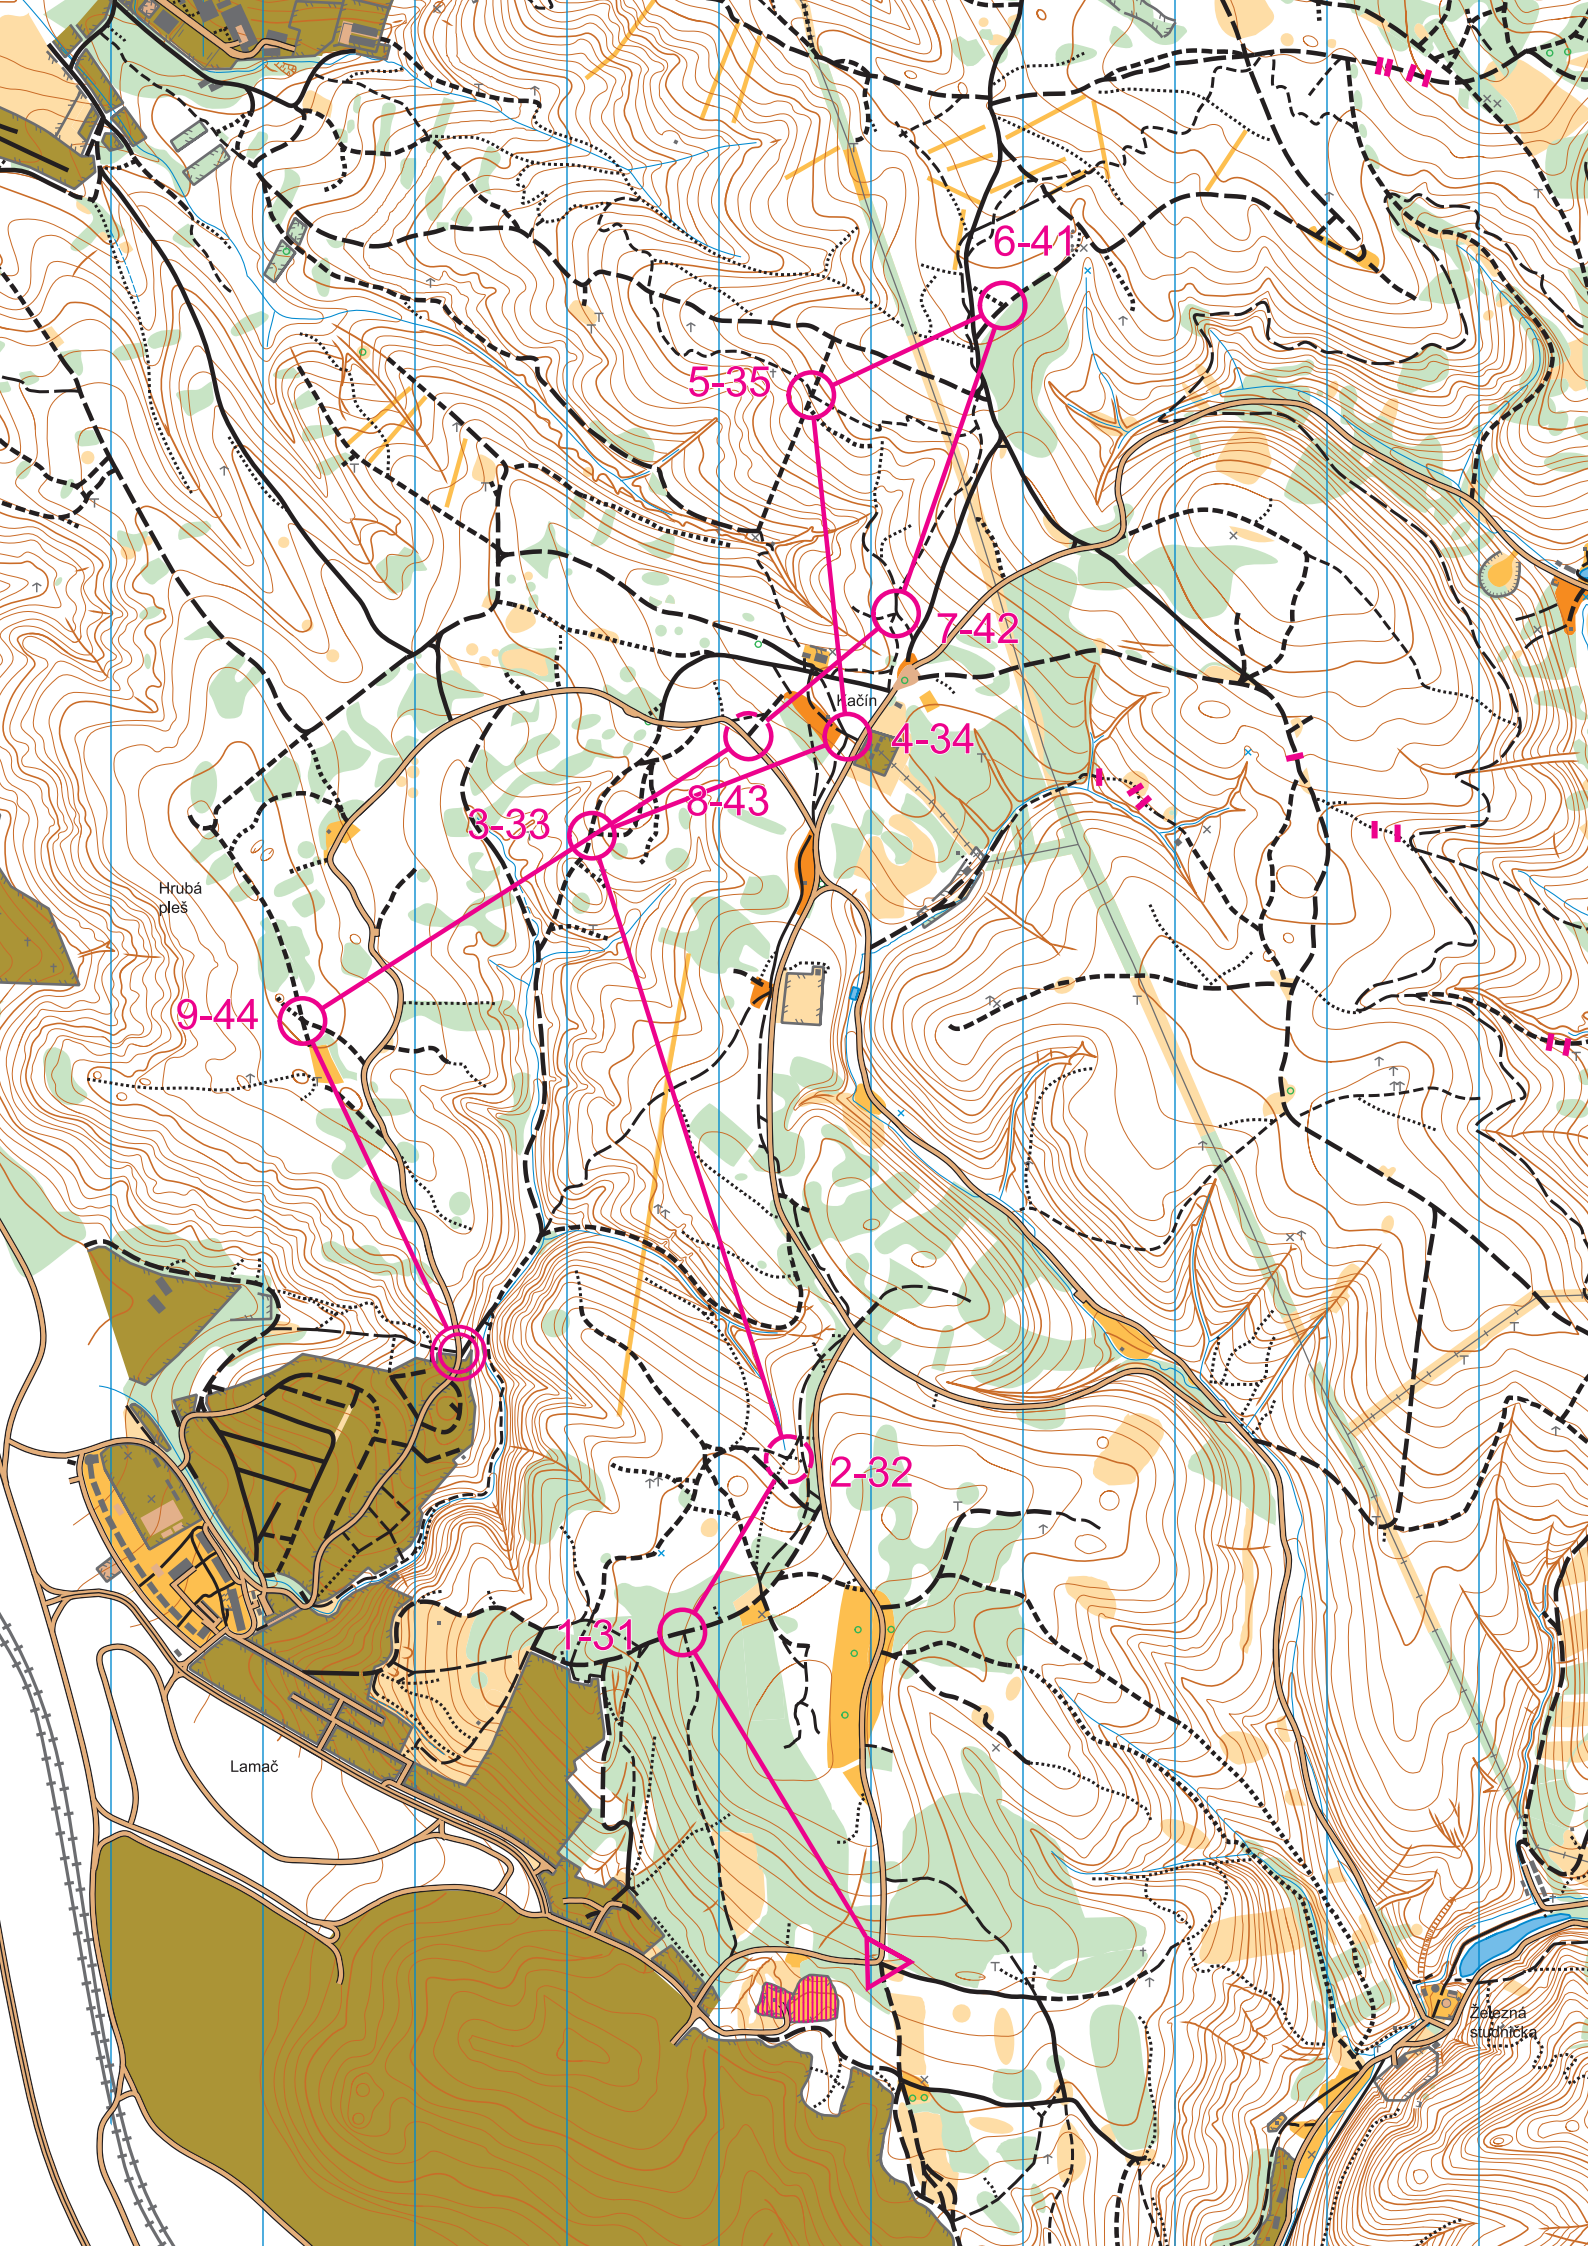 6-41
5-35
7-42
Kačín
4-34
8-43
3-33
Hrubá
pleš
9-44
2-32
1-31
Lamač
Železná
studnička